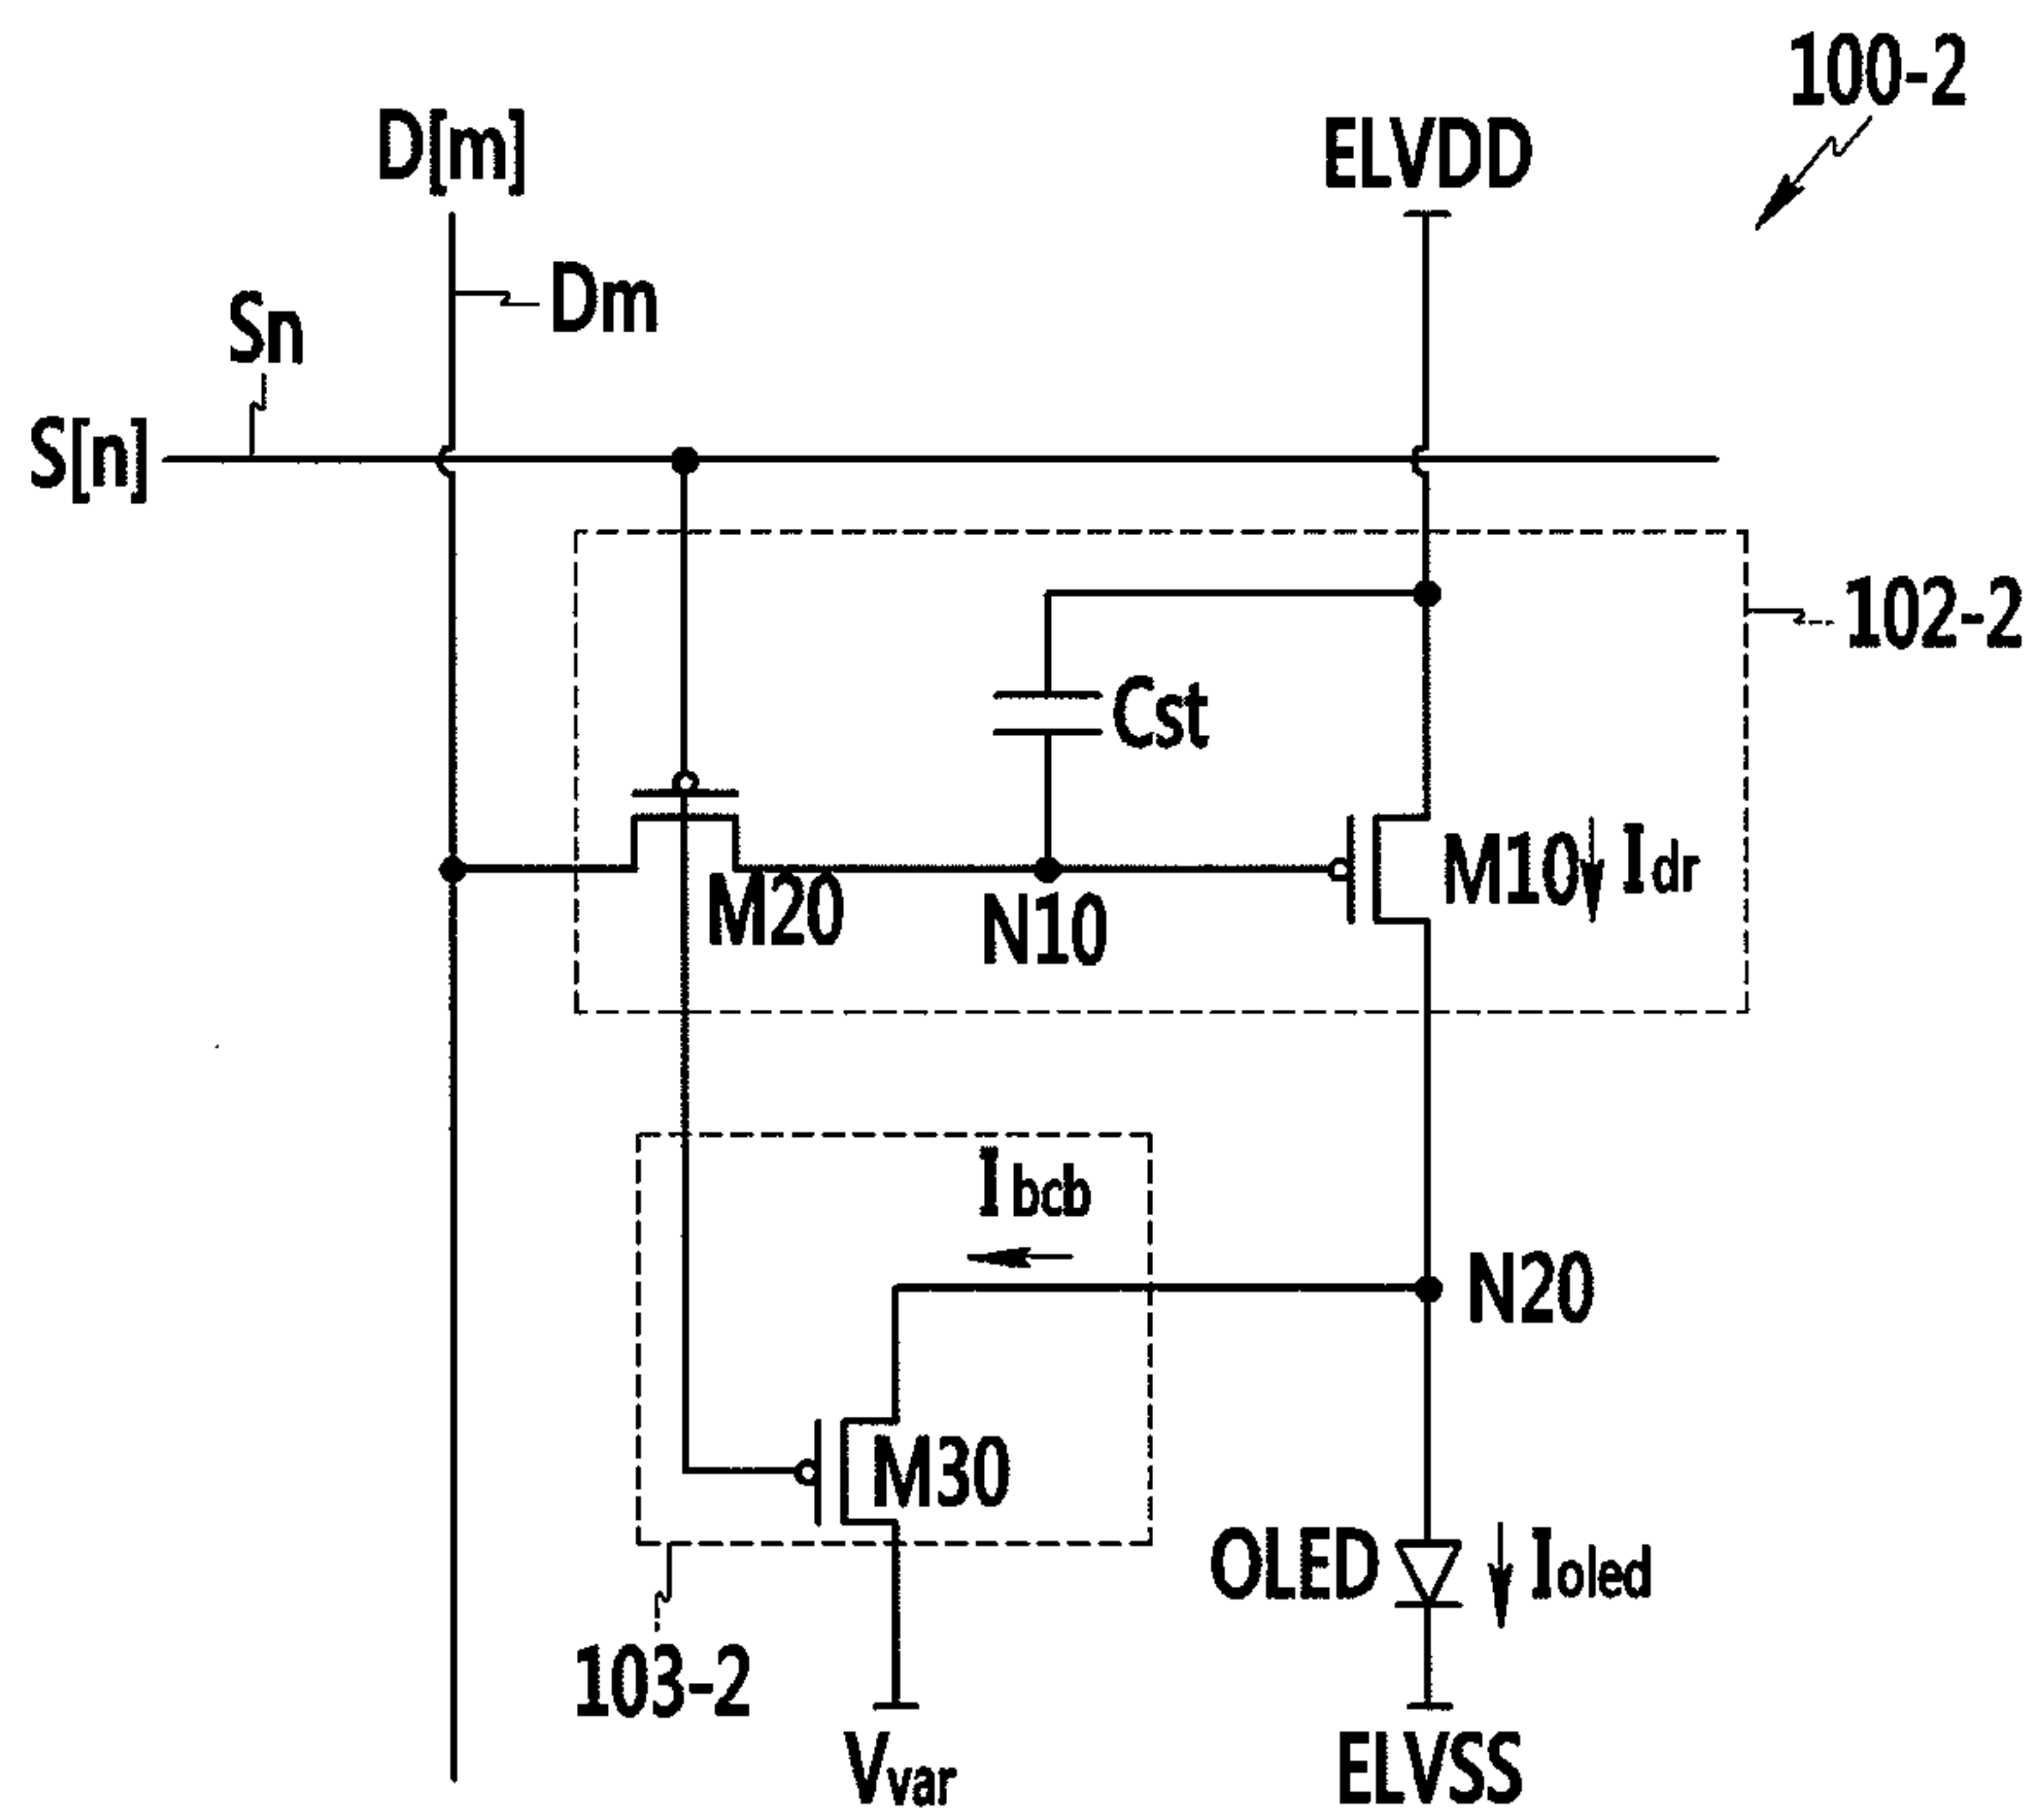 100-2
D[m]
ELVDD
Dm
Sn
S[n]
102-2
Cst
M10
Idr
M20
N10
Ibcb
N20
M30
OLED
Ioled
103-2
Vvar
ELVSS